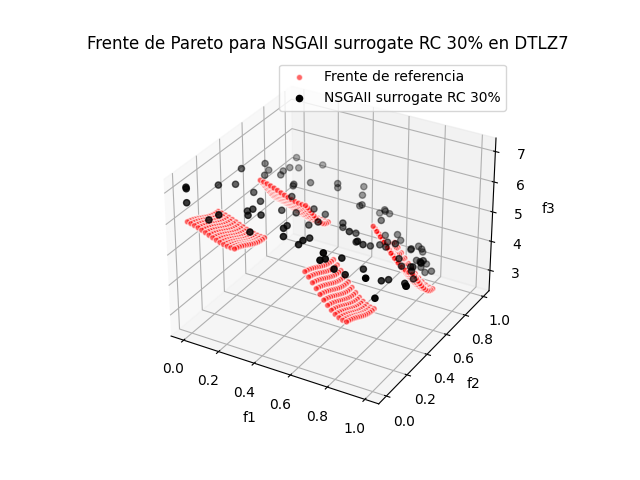 Frente de Pareto para NSGAII surrogate RC 30% en DTLZ7
Frente de referencia
NSGAII surrogate RC 30%
7
6
5
4
3
f3
0.0
0.2
0.4
0.6
0.8
1.0
f1
0.0
0.2
0.4
0.6
0.8
1.0
f2